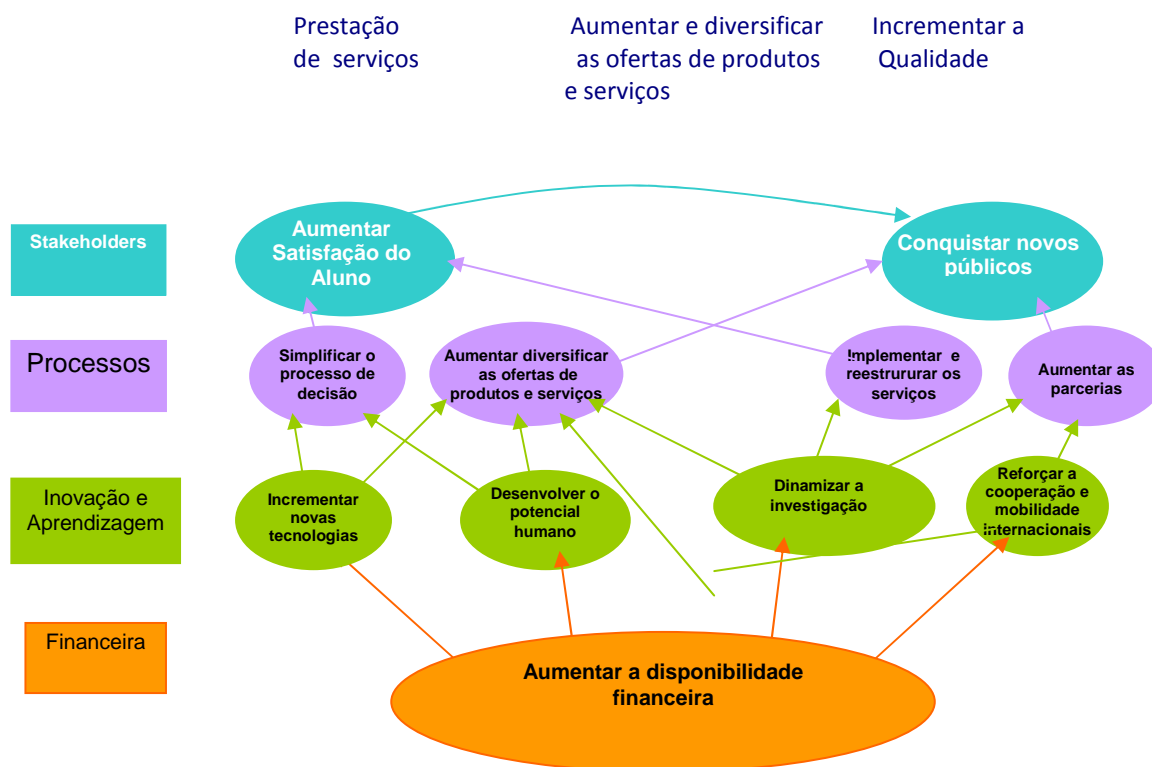 Prestação
de serviços
Aumentar e diversificar
as ofertas de produtos
e serviços
Incrementar a
Qualidade
Stakeholders
Aumentar
Satisfação do
Aluno
Conquistar novos
públicos
Processos
Simplificar o
processo de
decisão
Aumentar diversificar
as ofertas de
produtos e serviços
Implementar e
reestrururar os
serviços
Aumentar as
parcerias
Inovação e
Aprendizagem
Incrementar
novas
tecnologias
Desenvolver o
potencial
humano
Dinamizar a
investigação
Reforçar a
cooperação e
mobilidade
internacionais
Financeira
Aumentar a disponibilidade
financeira